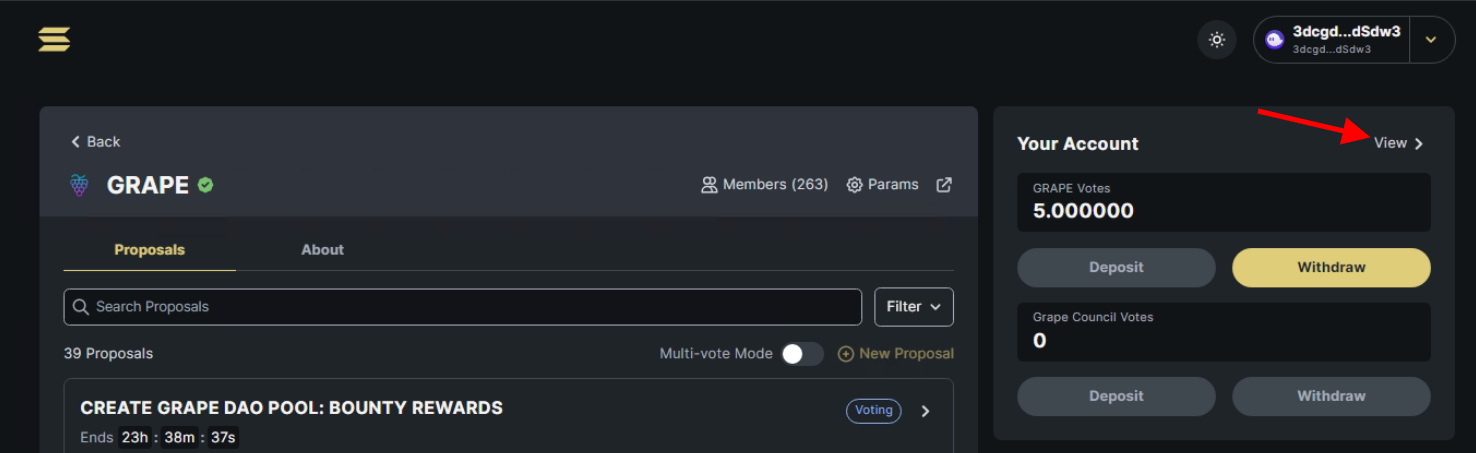 3dcgd...dSdw3
3dcgd...dSdw3
Back
GRAPE
Members (263)
Params
Proposals
About
Search Proposals
Filter
39 Proposals
Multi-vote Mode
New Proposal
CREATE GRAPE DAO POOL: BOUNTY REWARDS
Voting
Ends 23h : 38m : 37s
Your Account
View
GRAPE Votes
5.000000
Deposit
Withdraw
Grape Council Votes
0
Deposit
Withdraw